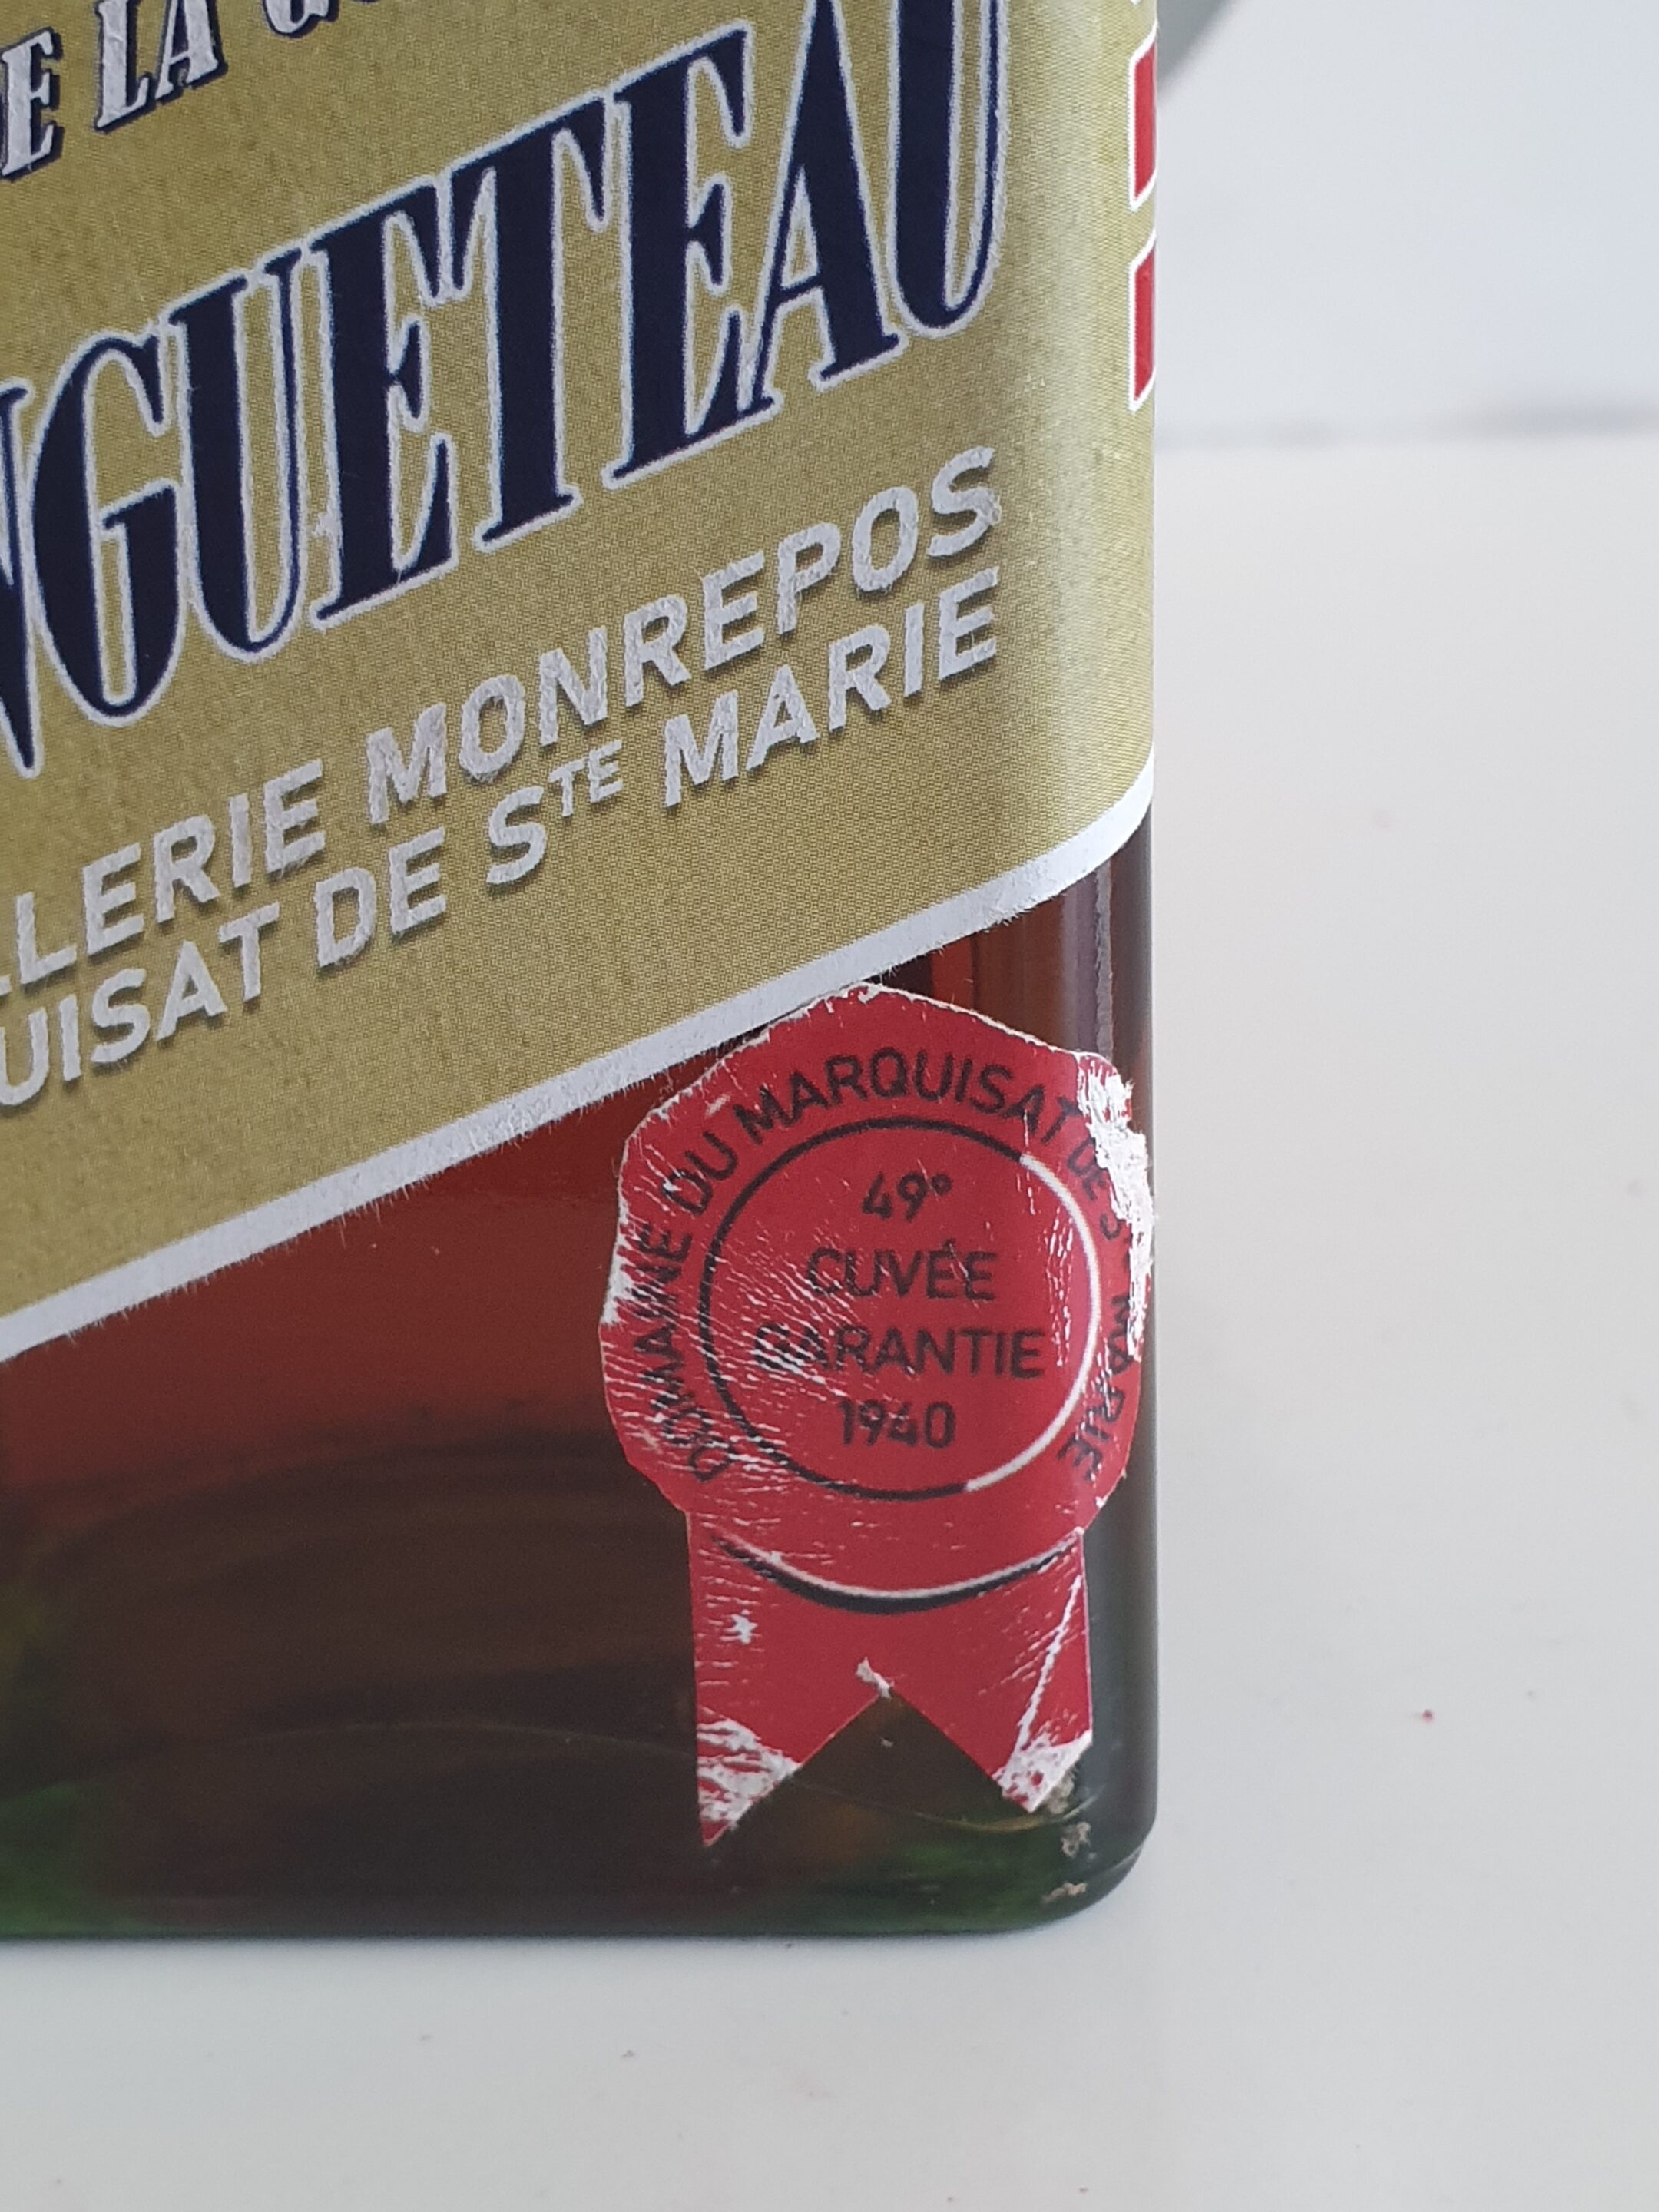 E LA G
NGUETEAU
LLERIE MONREPOS
UISAT DE STE MARIE
DOMAINE DU MARQUISAT DE STE MARIE
49°
CUVÉE
GARANTIE
1940